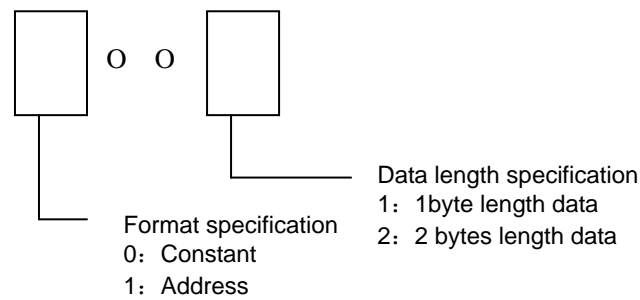 O O
Data length specification
1：1byte length data
2：2 bytes length data
Format specification
0：Constant
1：Address